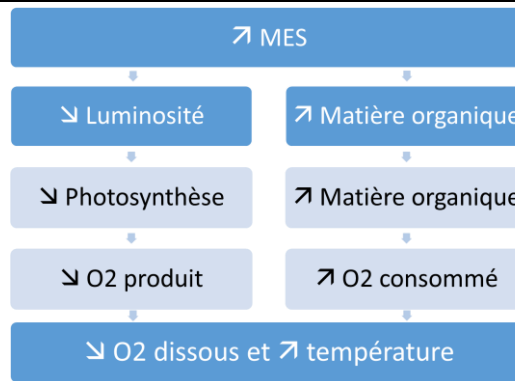 ↗ MES
↘ Luminosité
↗ Matière organique
↘ Photosynthèse
↗ Matière organique
↘ O2 produit
↗ O2 consommé
↘ O2 dissous et ↗ température